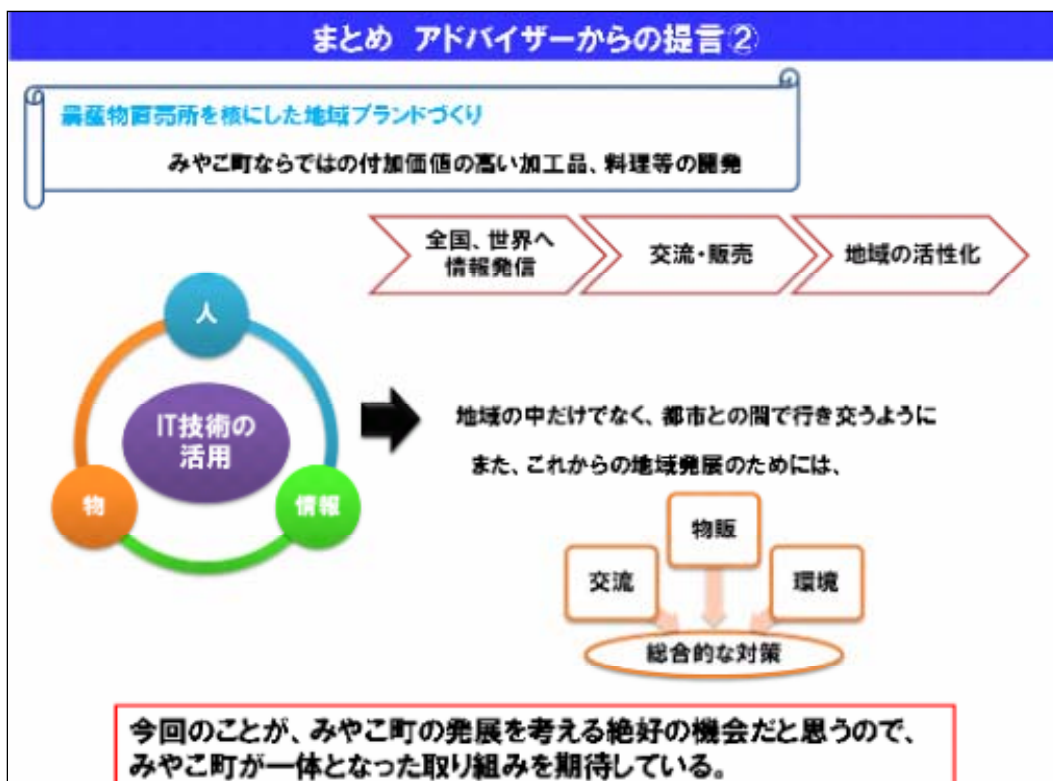 まとめ アドバイザーからの提言②
農産物直売所を核にした地域ブランドづくり
みやこ町ならではの付加価値の高い加工品、料理等の開発
全国、世界へ
情報発信
交流・販売
地域の活性化
人
IT技術の
活用
物
情報
地域の中だけでなく、都市との間で行き交うように
また、これからの地域発展のためには、
物販
交流
環境
総合的な対策
今回のことが、みやこ町の発展を考える絶好の機会だと思うので、
みやこ町が一体となった取り組みを期待している。